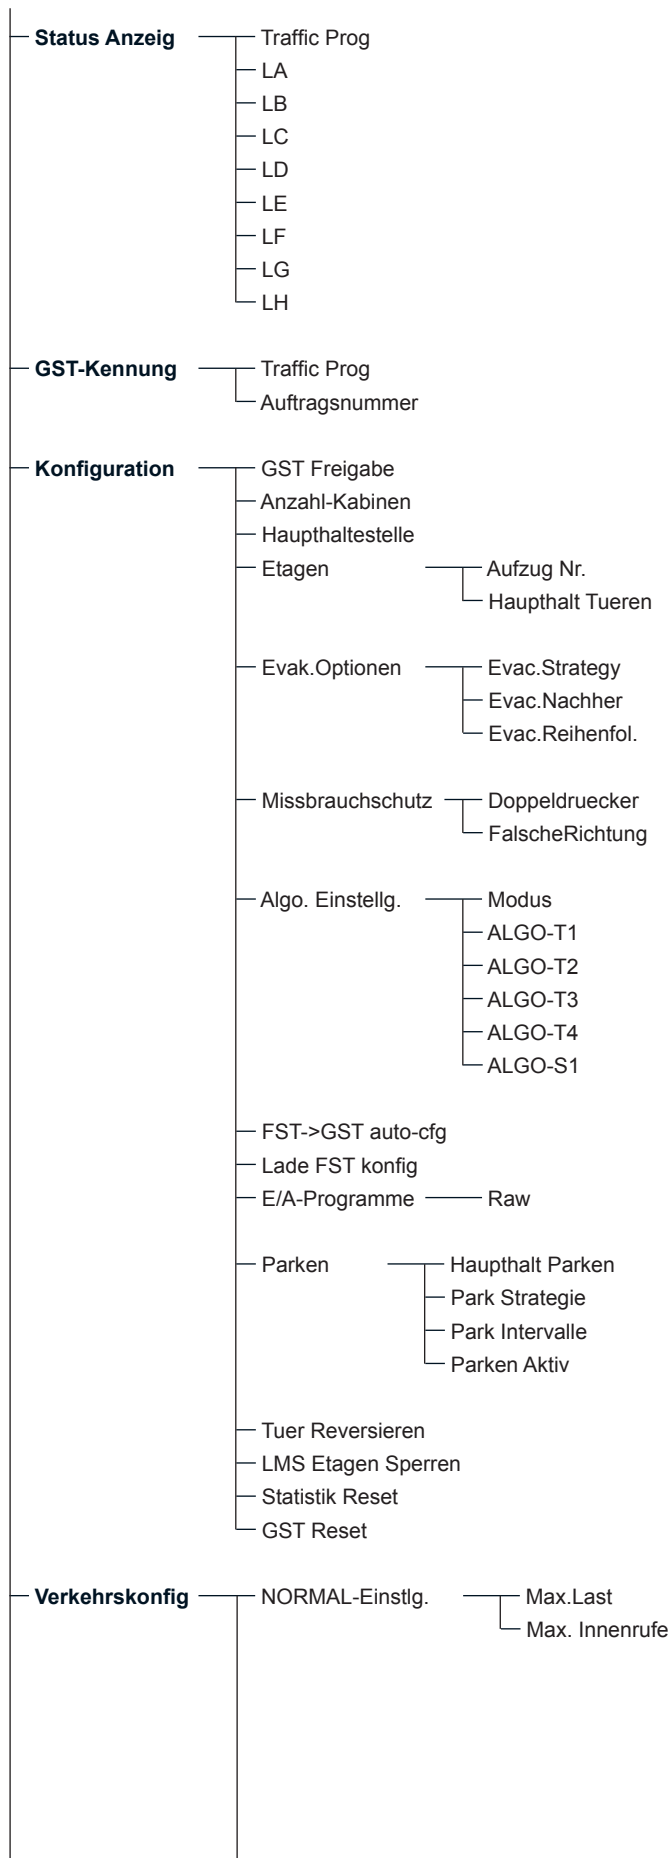 Status Anzeig Traffic Prog
LA
LB
LC
LD
LE
LF
LG
LH
GST-Kennung Traffic Prog
Auftragsnummer
Konfiguration GST Freigabe
Anzahl-Kabinen
Haupthaltestelle
Etagen Aufzug Nr.
Haupthalt Tueren
Evak.Optionen Evac.Strategy
Evac.Nachher
Evac.Reihenfol.
Missbrauchschutz Doppeldruecker
FalscheRichtung
Algo. Einstellg. Modus
ALGO-T1
ALGO-T2
ALGO-T3
ALGO-T4
ALGO-S1
FST->GST auto-cfg
Lade FST konfig
E/A-Programme Raw
Parken Haupthalt Parken
Park Strategie
Park Intervalle
Parken Aktiv
Tuer Reversieren
LMS Etagen Sperren
Statistik Reset
GST Reset
Verkehrskonfig NORMAL-Einstlg. Max.Last
Max. Innenrufe